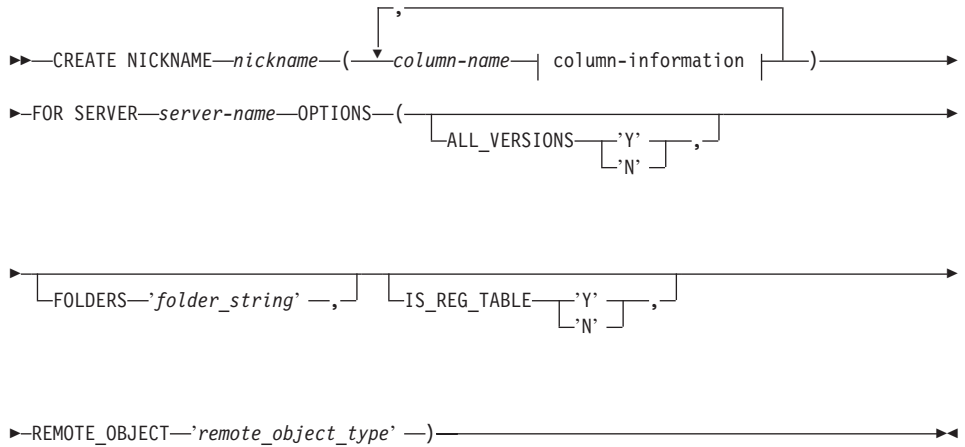 ,
CREATE NICKNAME nickname ( column-name column-information )
FOR SERVER server-name OPTIONS (
ALL_VERSIONS ’Y’ ,
’N’
FOLDERS ’folder_string’ , IS_REG_TABLE ’Y’ ,
’N’
REMOTE_OBJECT ’remote_object_type’ )